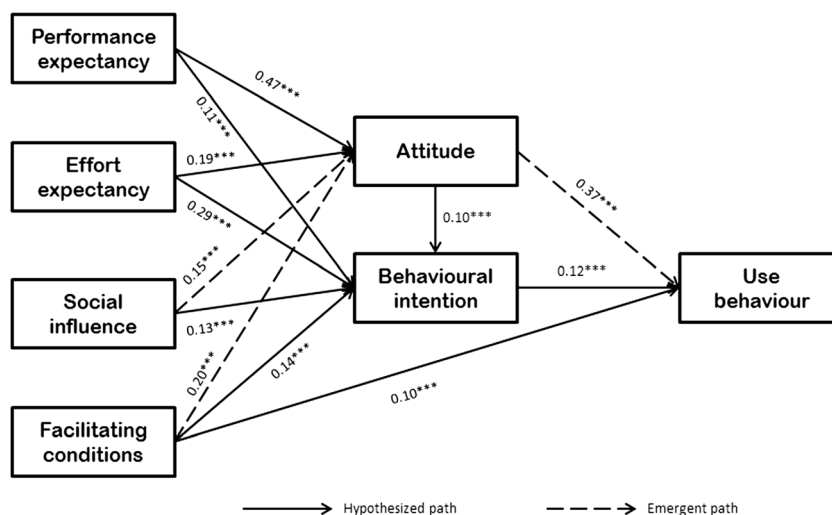 Performance
expectancy
0.47***
0.11***
Effort
expectancy
0.19***
0.29***
Attitude
0.37***
0.10***
0.15***
Social
influence
0.13***
Behavioural
intention
0.12***
Use
behaviour
0.20***
0.14***
0.10***
Facilitating
conditions
Hypothesized path
Emergent path